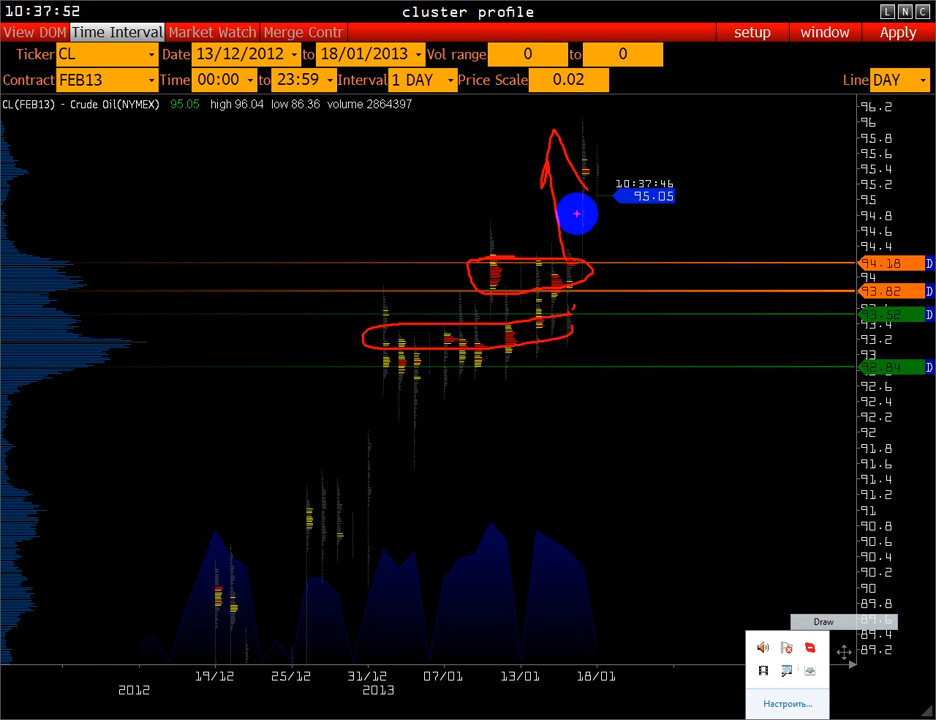 10:37:52 cluster profile L N C
View DOM Time Interval Market Watch Merge Contr setup window Apply
Ticker CL Date 13/12/2012 to 18/01/2013 Vol range 0 to 0
Contract FEB13 Time 00:00 to 23:59 Interval 1 DAY Price Scale 0.02 Line DAY
CL(FEB13) - Crude Oil(NYMEX) 95.05 high 96.04 low 86.36 volume 2864397
96.2
96
95.8
95.6
95.4
10:37:46
95.2
95.05
95
94.8
94.6
94.4
94.18 D
94
93.82 D
93.52 D
93.4
93.2
93
92.84 D
92.6
92.4
92.2
92
91.8
91.6
91.4
91.2
91
90.8
90.6
90.4
90.2
90
89.8
Draw
89.4
89.2
19/12 25/12 31/12 07/01 13/01 18/01
2012 2013
Настроить...